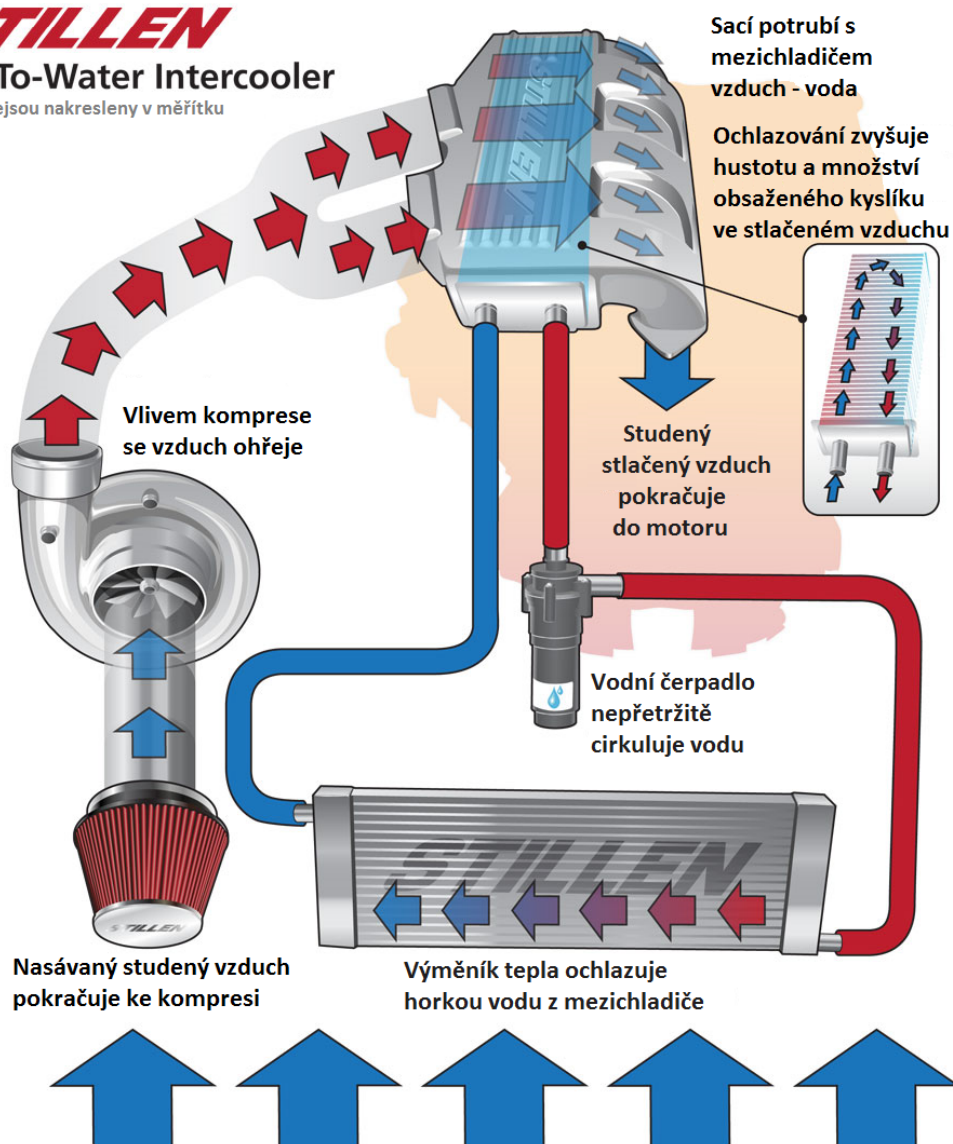 STILLEN
To-Water Intercooler
ejsou nakresleny v měřítku
Sací potrubí s
mezichladičem
vzduch - voda
Ochlazování zvyšuje
hustotu a množství
obsaženého kyslíku
ve stlačeném vzduchu
STILLEN
Vlivem komprese
se vzduch ohřeje
Studený
stlačený vzduch
pokračuje
do motoru
Vodní čerpadlo
nepřetržitě
cirkuluje vodu
STILLEN
STILLEN
Nasávaný studený vzduch
pokračuje ke kompresi
Výměník tepla ochlazuje
horkou vodu z mezichladiče